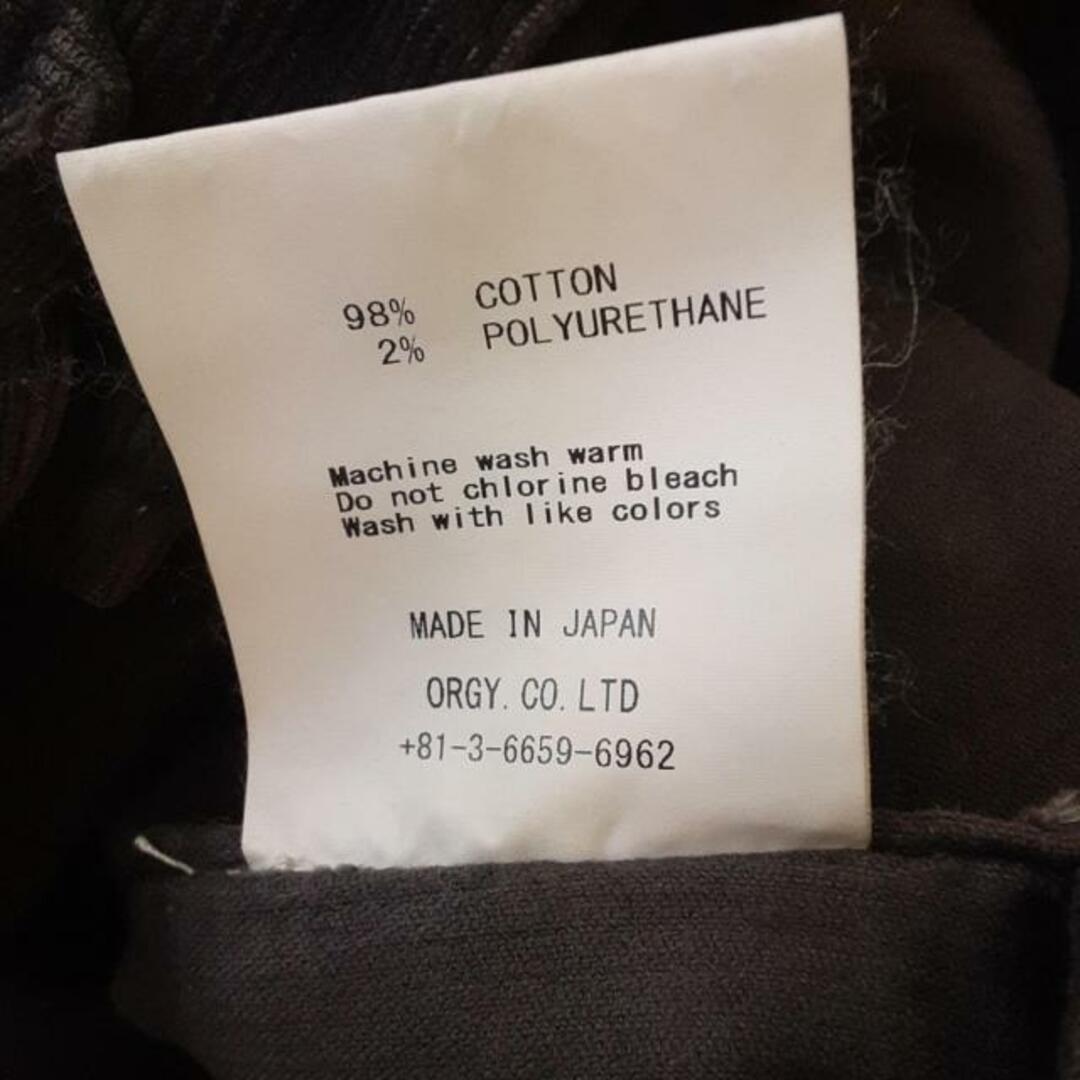 98% COTTON
2% POLYURETHANE
Machine wash warm
Do not chlorine bleach
Wash with like colors
MADE IN JAPAN
ORGY. CO. LTD
+81-3-6659-6962